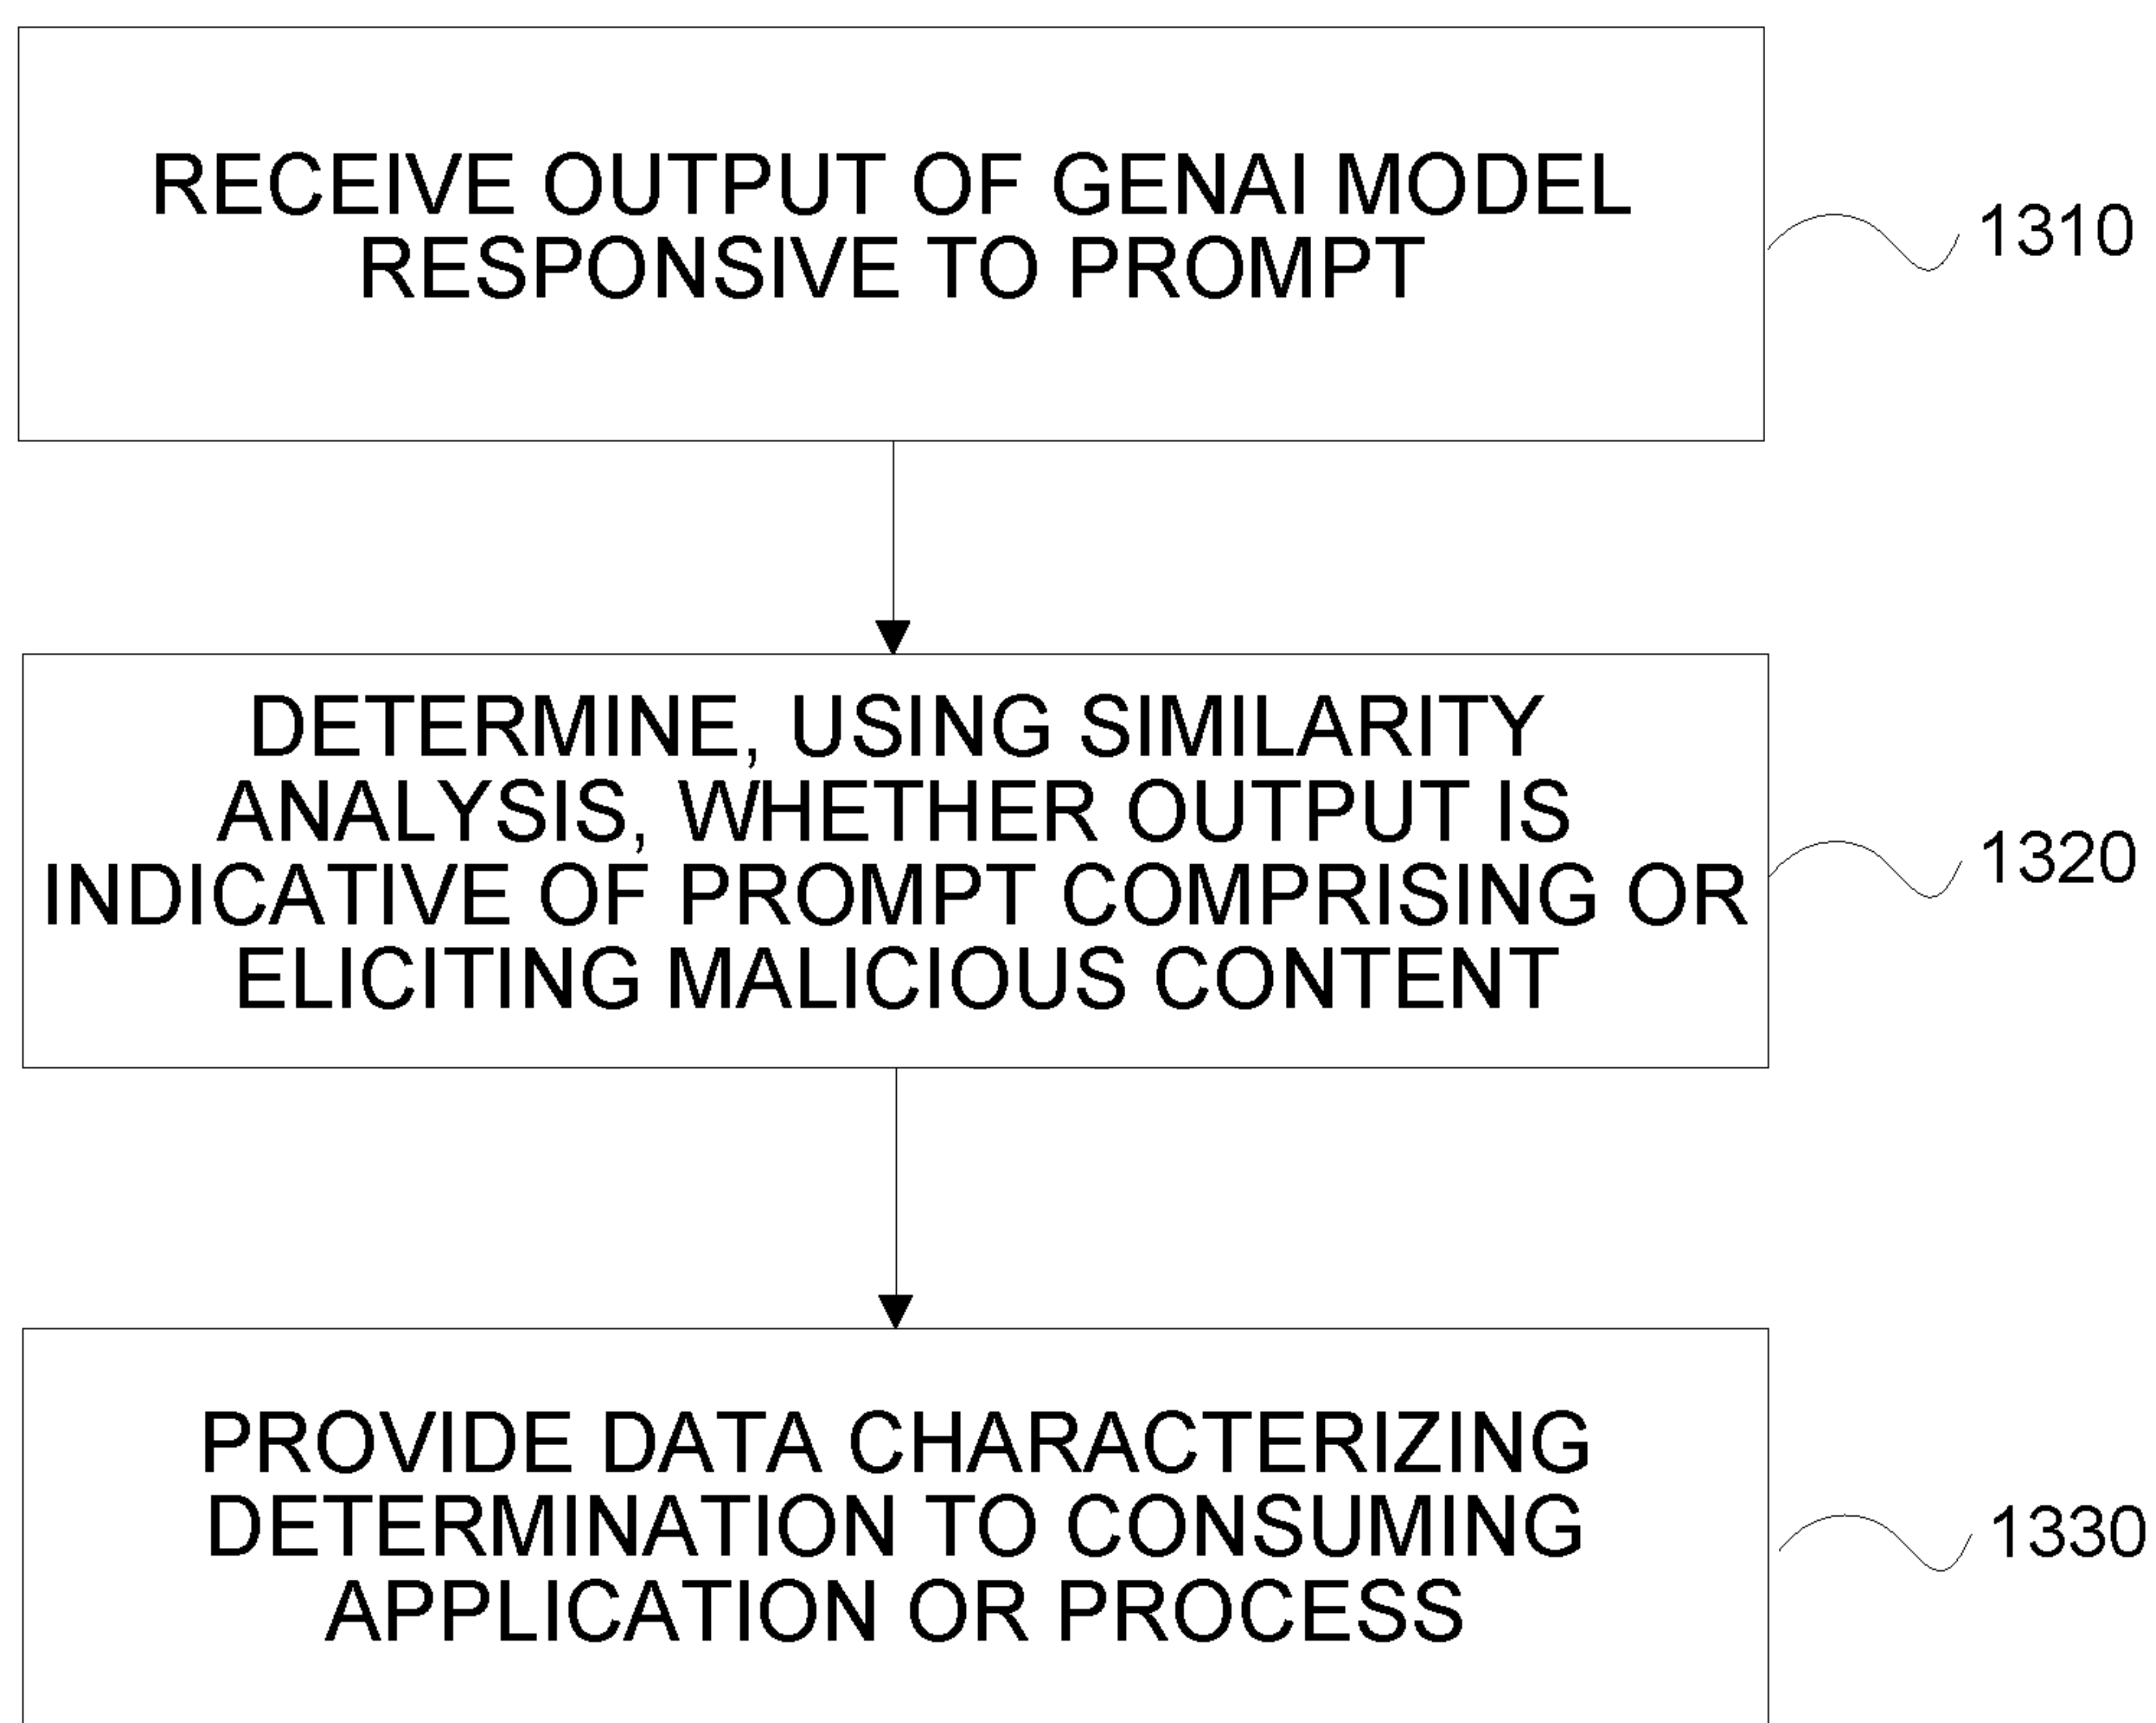 RECEIVE OUTPUT OF GENAI MODEL
RESPONSIVE TO PROMPT
1310
DETERMINE, USING SIMILARITY
ANALYSIS, WHETHER OUTPUT IS
INDICATIVE OF PROMPT COMPRISING OR
ELICITING MALICIOUS CONTENT
1320
PROVIDE DATA CHARACTERIZING
DETERMINATION TO CONSUMING
APPLICATION OR PROCESS
1330